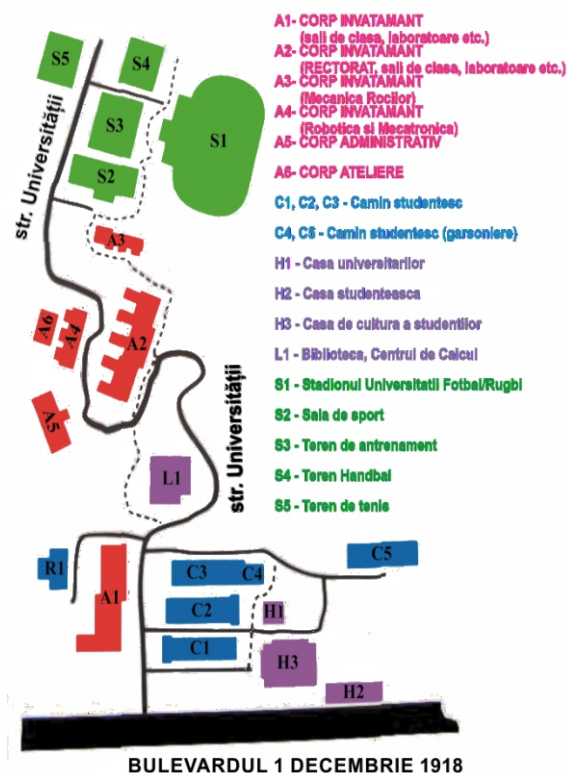 A1- CORP INVATAMANT
(sali de clasa, laboratoare etc.)
A2- CORP INVATAMANT
(RECTORAT, sali de clasa, laboratoare etc.)
A3- CORP INVATAMANT
(Mecanica Rocilor)
A4- CORP INVATAMANT
(Robotica si Mecatronica)
A5- CORP ADMINISTRATIV
A6- CORP ATELIERE
C1, C2, C3 - Camin studentesc
C4, C5 - Camin studentesc (garsoniere)
H1 - Casa universitarilor
H2 - Casa studenteasca
H3 - Casa de cultura a studentilor
L1 - Biblioteca, Centrul de Calcul
S1 - Stadionul Universitatii Fotbal/Rugbi
S2 - Sala de sport
S3 - Teren de antrenament
S4 - Teren Handbal
S5 - Teren de tenis
S5
S4
S3
S1
S2
str. Universității
A3
A6
A4
A2
A5
str. Universității
L1
R1
A1
C3
C4
C5
C2
H1
C1
H3
H2
BULEVARDUL 1 DECEMBRIE 1918